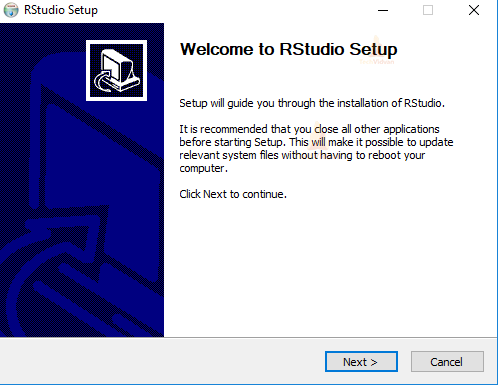 RStudio Setup
Welcome to RStudio Setup
Setup will guide you through the installation of RStudio.
It is recommended that you close all other applications
before starting Setup. This will make it possible to update
relevant system files without having to reboot your
computer.
Click Next to continue.
Next >
Cancel